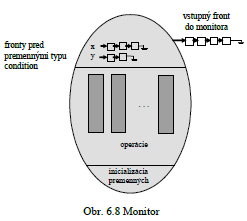 vstupný front
do monitora
fronty pred
premennými typu
condition
x
y
...
operácie
inicializácia
premenných
Obr. 6.8 Monitor